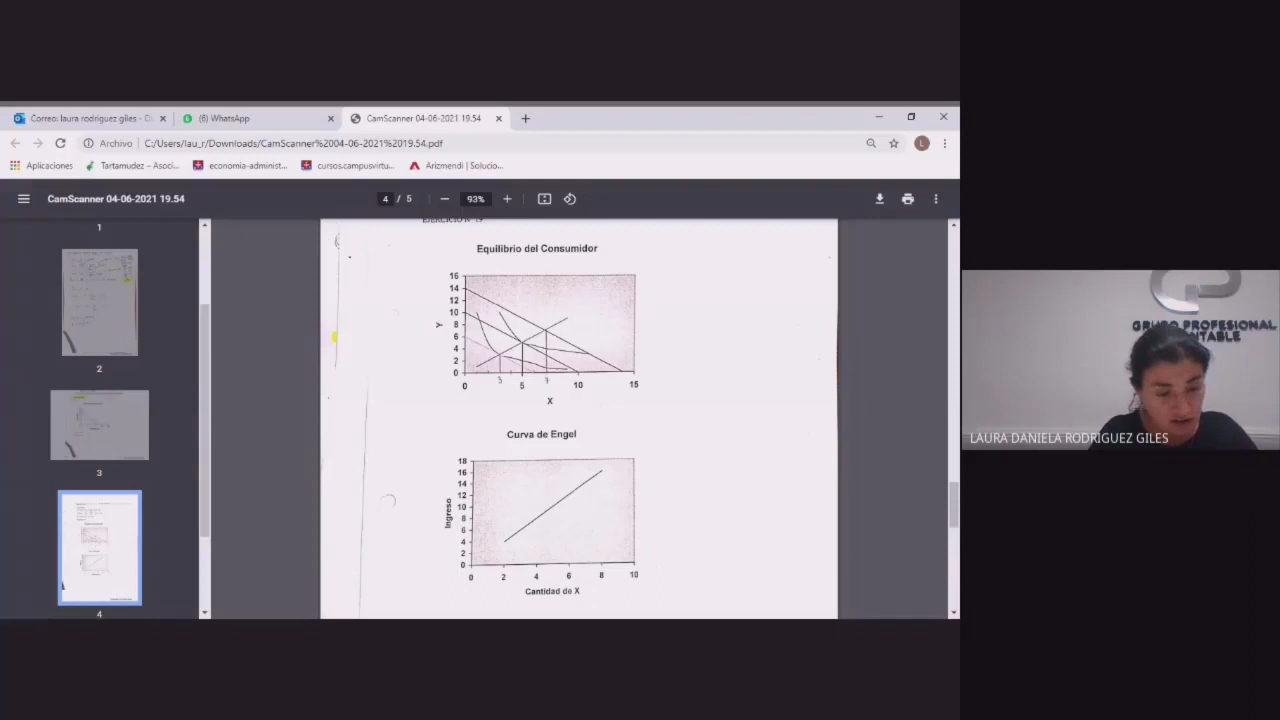 Correo: laura rodriguez giles - O
(6) WhatsApp
CamScanner 04-06-2021 19.54
Archivo
C:/Users/lau_r/Downloads/CamScanner%2004-06-2021%2019.54.pdf
L
Aplicaciones
Tartamudez – Asoci...
economia-administ...
cursos.campusvirtu...
Arizmendi | Solucio...
CamScanner 04-06-2021 19.54
4 / 5
93%
1
2
3
4
Equilibrio del Consumidor
16
14
12
10
8
6
4
2
0
Y
0
3
5
7
10
15
X
Curva de Engel
18
16
14
12
10
8
6
4
2
0
Ingreso
0
2
4
6
8
10
Cantidad de X
GRUPO PROFESIONAL
LAURA DANIELA RODRIGUEZ GILES